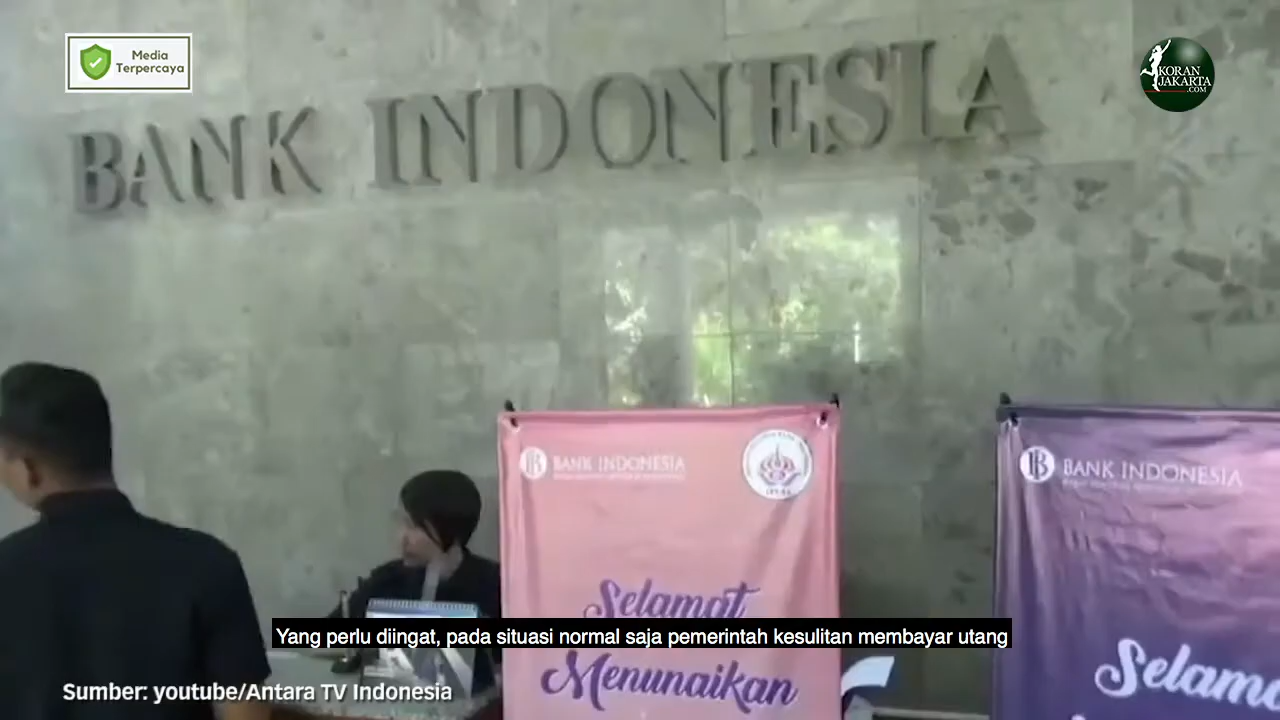 Media
Terpercaya
KORAN
JAKARTA
.COM
BANK INDONESIA
BANK INDONESIA
BANK INDONESIA
Selamat
Menunaikan
Yang perlu diingat, pada situasi normal saja pemerintah kesulitan membayar utang
Sumber: youtube/Antara TV Indonesia